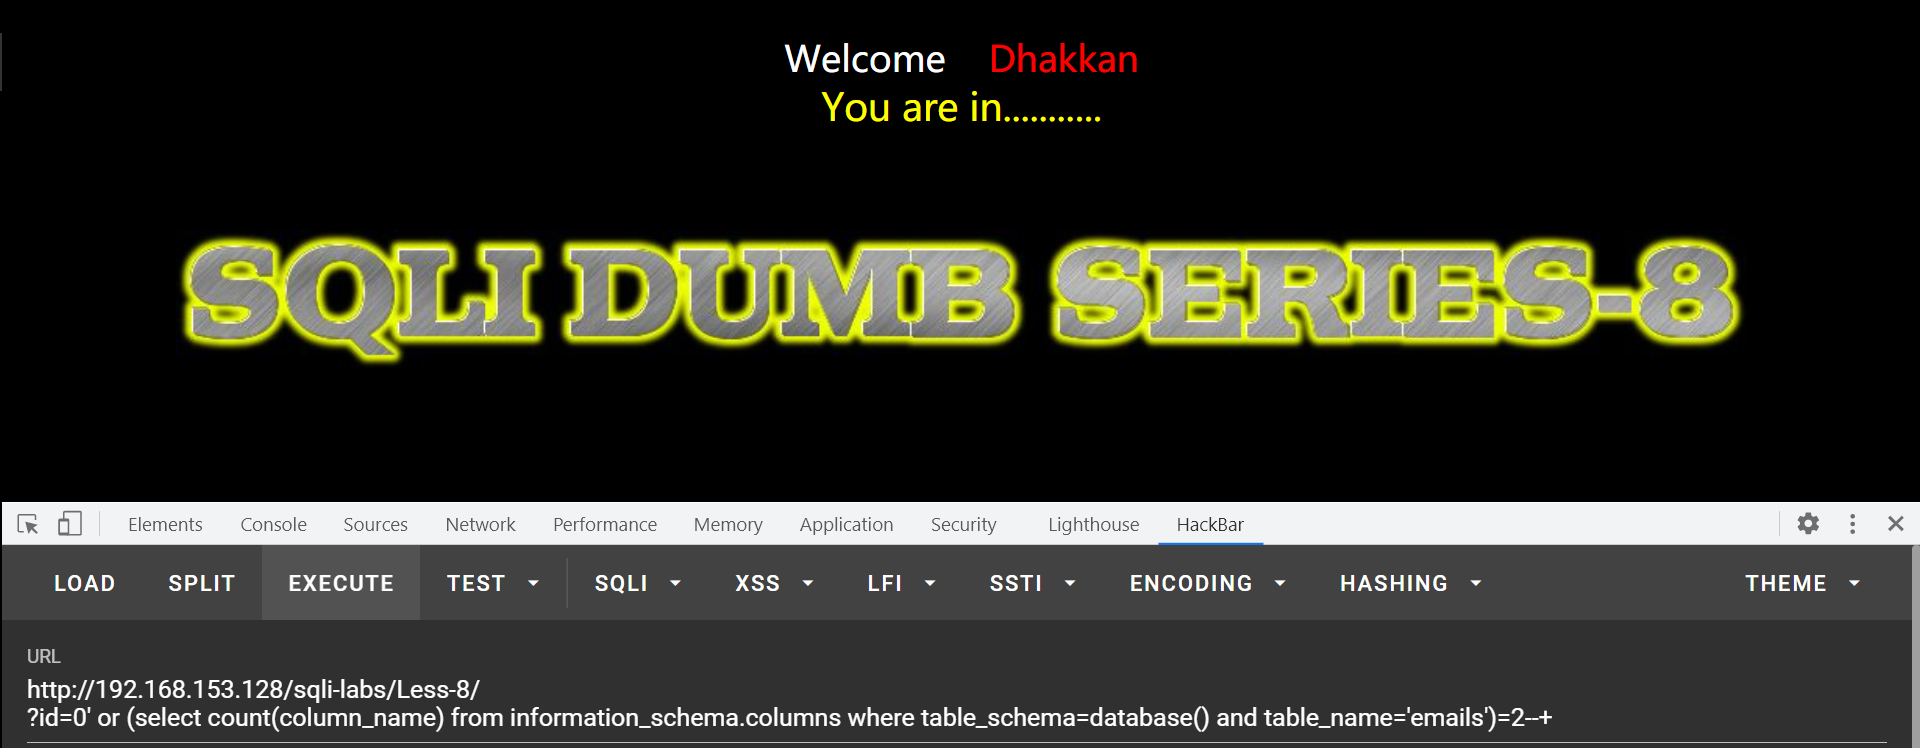 Welcome Dhakkan
You are in...........
SQLI DUMB SERIES-8
Elements Console Sources Network Performance Memory Application Security Lighthouse HackBar
LOAD SPLIT EXECUTE TEST SQLI XSS LFI SSTI ENCODING HASHING THEME
URL
http://192.168.153.128/sqli-labs/Less-8/
?id=0' or (select count(column_name) from information_schema.columns where table_schema=database() and table_name='emails')=2--+